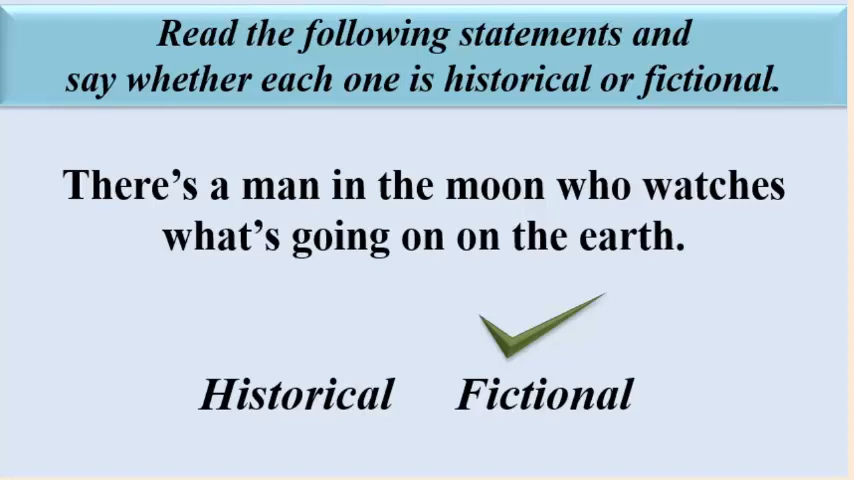 Read the following statements and
say whether each one is historical or fictional.
There’s a man in the moon who watches
what’s going on on the earth.
Historical Fictional